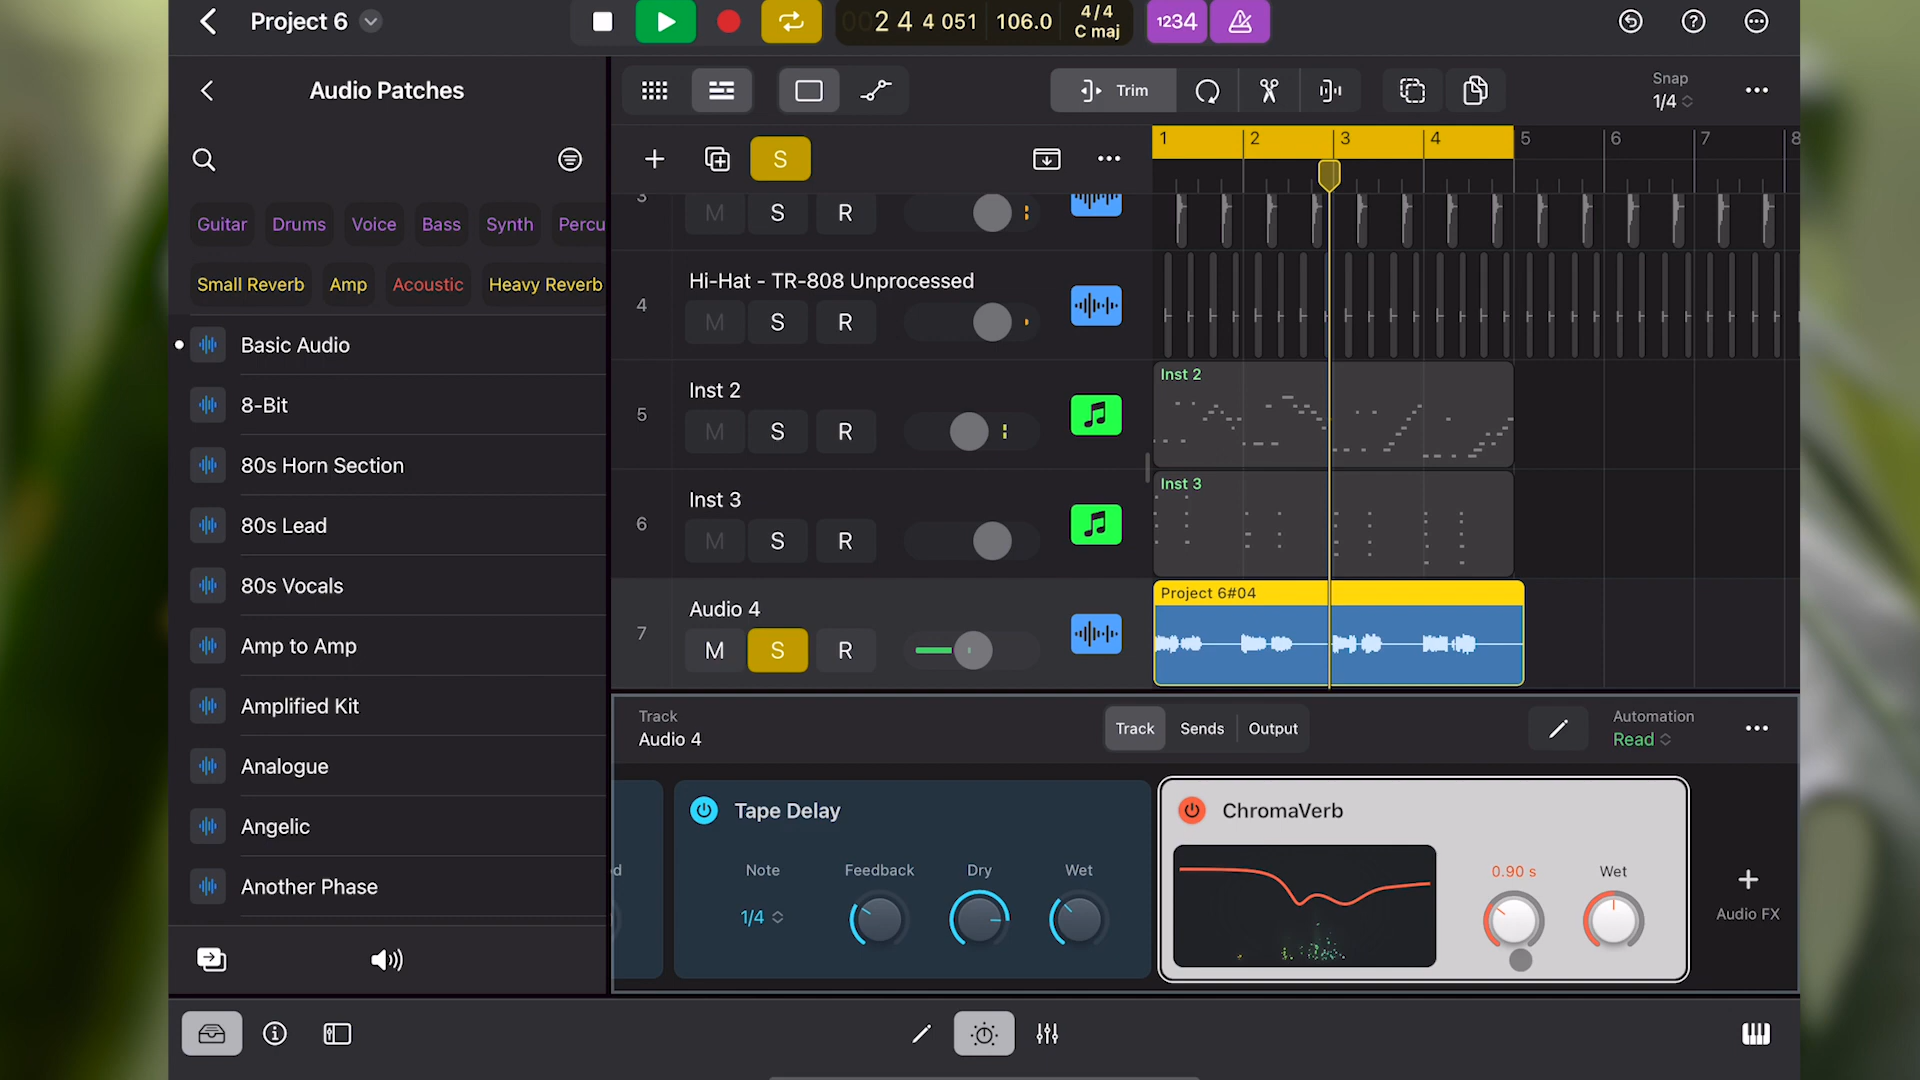 Project 6
002 4 4 051
106.0
4/4
C maj
1234
Audio Patches
Trim
Snap
1/4
S
1 2 3 4 5 6 7 8
Guitar Drums Voice Bass Synth Percu
Small Reverb Amp Acoustic Heavy Reverb
3
M S R
4
Hi-Hat - TR-808 Unprocessed
M S R
5
Inst 2
M S R
Inst 2
6
Inst 3
M S R
Inst 3
7
Audio 4
M S R
Project 6#04
Basic Audio
8-Bit
80s Horn Section
80s Lead
80s Vocals
Amp to Amp
Amplified Kit
Analogue
Angelic
Another Phase
Track
Audio 4
Track Sends Output
Automation
Read
d
Tape Delay
Note Feedback Dry Wet
1/4
ChromaVerb
0.90 s Wet
Audio FX